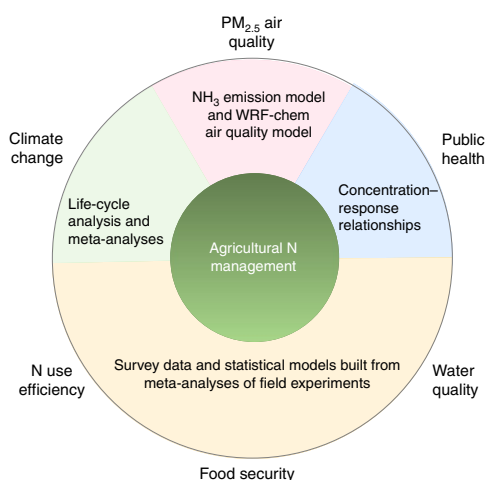 PM2.5 air
quality
NH3 emission model
and WRF-chem
air quality model
Climate
change
Public
health
Life-cycle
analysis and
meta-analyses
Concentration–
response
relationships
Agricultural N
management
Survey data and statistical models built from
meta-analyses of field experiments
N use
efficiency
Water
quality
Food security